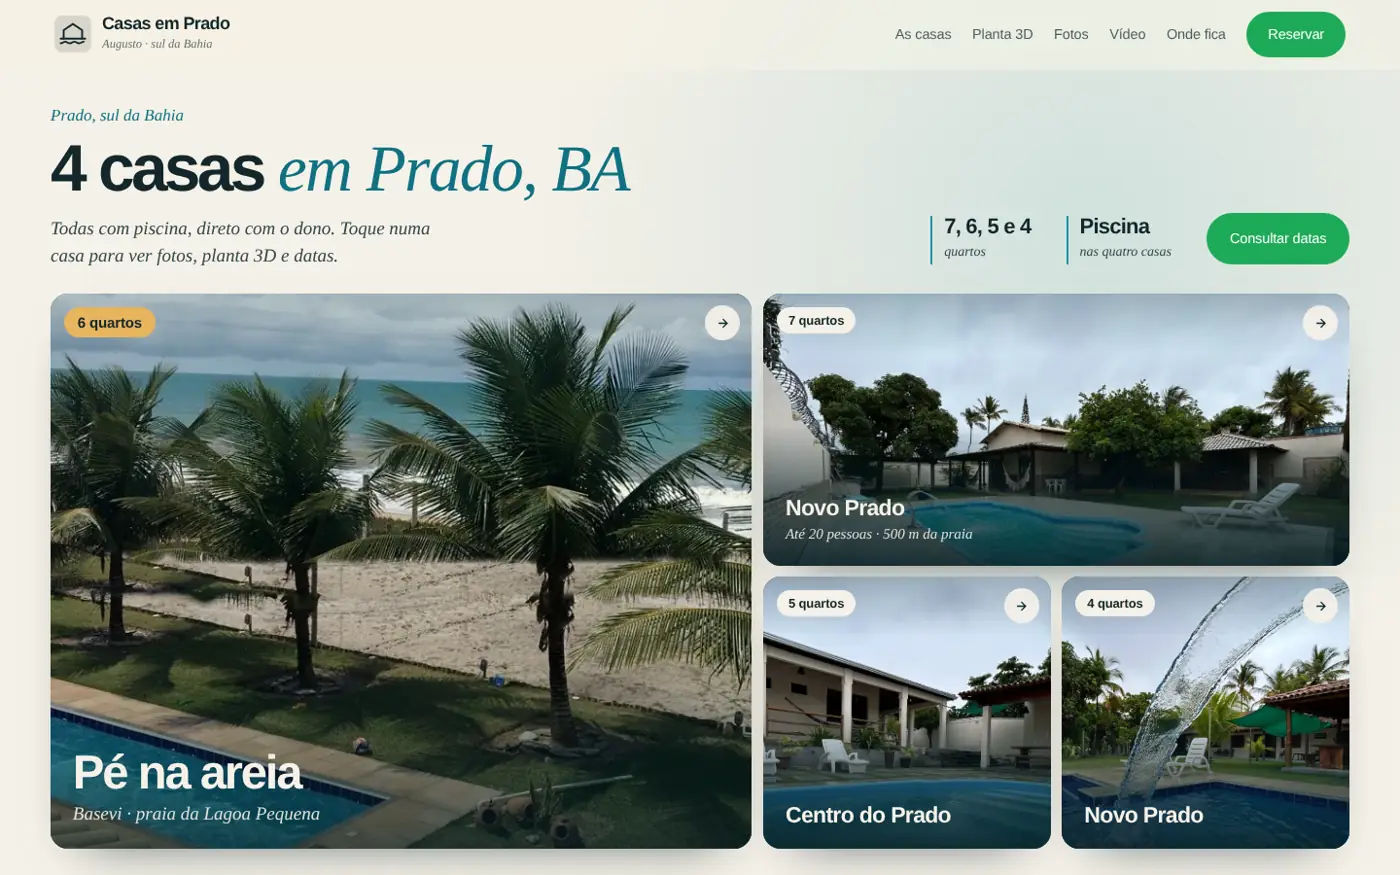 Casas em Prado
Augusto · sul da Bahia
As casas
Planta 3D
Fotos
Vídeo
Onde fica
Reservar
Prado, sul da Bahia
4 casas em Prado, BA
Todas com piscina, direto com o dono. Toque numa
casa para ver fotos, planta 3D e datas.
7, 6, 5 e 4
quartos
Piscina
nas quatro casas
Consultar datas
6 quartos
Pé na areia
Basevi · praia da Lagoa Pequena
7 quartos
Novo Prado
Até 20 pessoas · 500 m da praia
5 quartos
Centro do Prado
4 quartos
Novo Prado